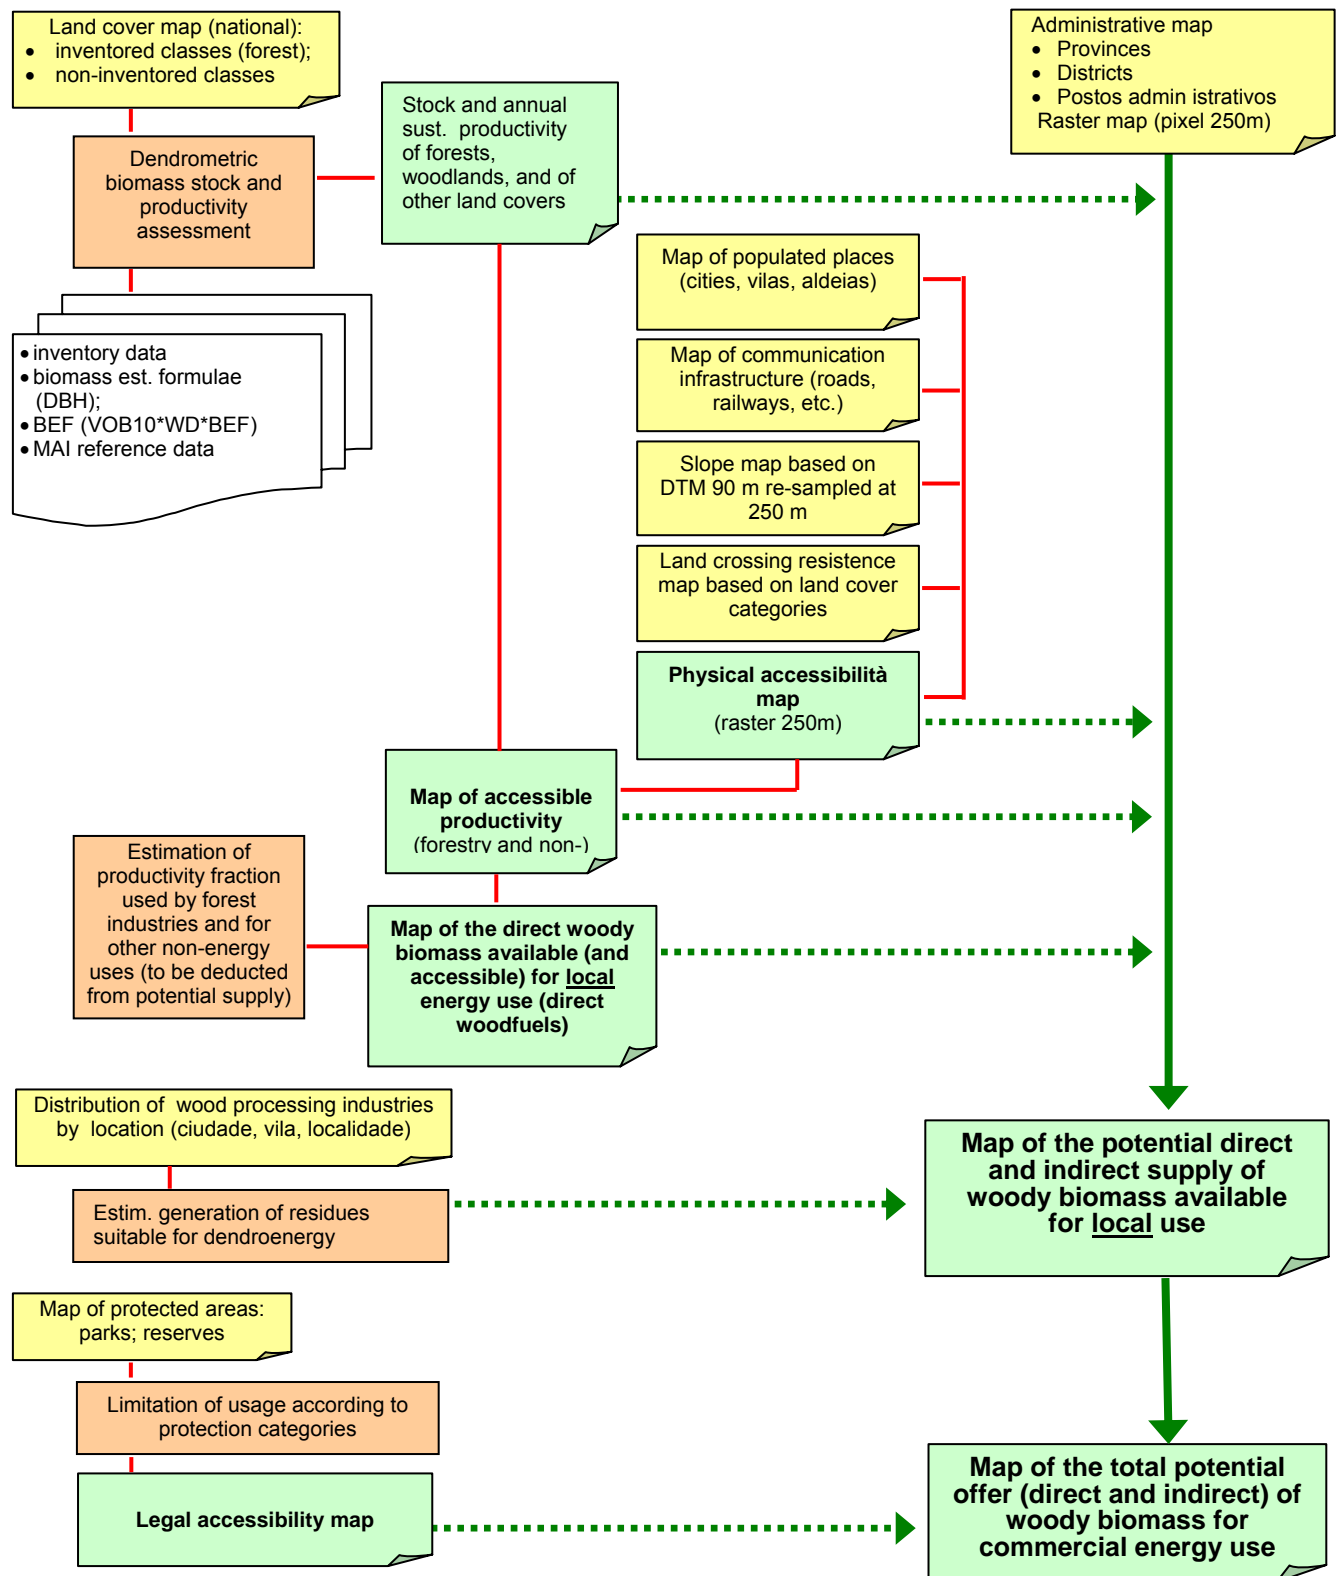 Land cover map (national):
• inventored classes (forest);
• non-inventored classes
Administrative map
• Provinces
• Districts
• Postos admin istrativos
Raster map (pixel 250m)
Stock and annual
sust. productivity
of forests,
woodlands, and of
other land covers
Dendrometric
biomass stock and
productivity
assessment
Map of populated places
(cities, vilas, aldeias)
• inventory data
• biomass est. formulae
(DBH);
• BEF (VOB10*WD*BEF)
• MAI reference data
Map of communication
infrastructure (roads,
railways, etc.)
Slope map based on
DTM 90 m re-sampled at
250 m
Land crossing resistence
map based on land cover
categories
Physical accessibilità
map
(raster 250m)
Map of accessible
productivity
(forestry and non-)
Estimation of
productivity fraction
used by forest
industries and for
other non-energy
uses (to be deducted
from potential supply)
Map of the direct woody
biomass available (and
accessible) for local
energy use (direct
woodfuels)
Distribution of wood processing industries
by location (ciudade, vila, localidade)
Estim. generation of residues
suitable for dendroenergy
Map of the potential direct
and indirect supply of
woody biomass available
for local use
Map of protected areas:
parks; reserves
Limitation of usage according to
protection categories
Legal accessibility map
Map of the total potential
offer (direct and indirect) of
woody biomass for
commercial energy use